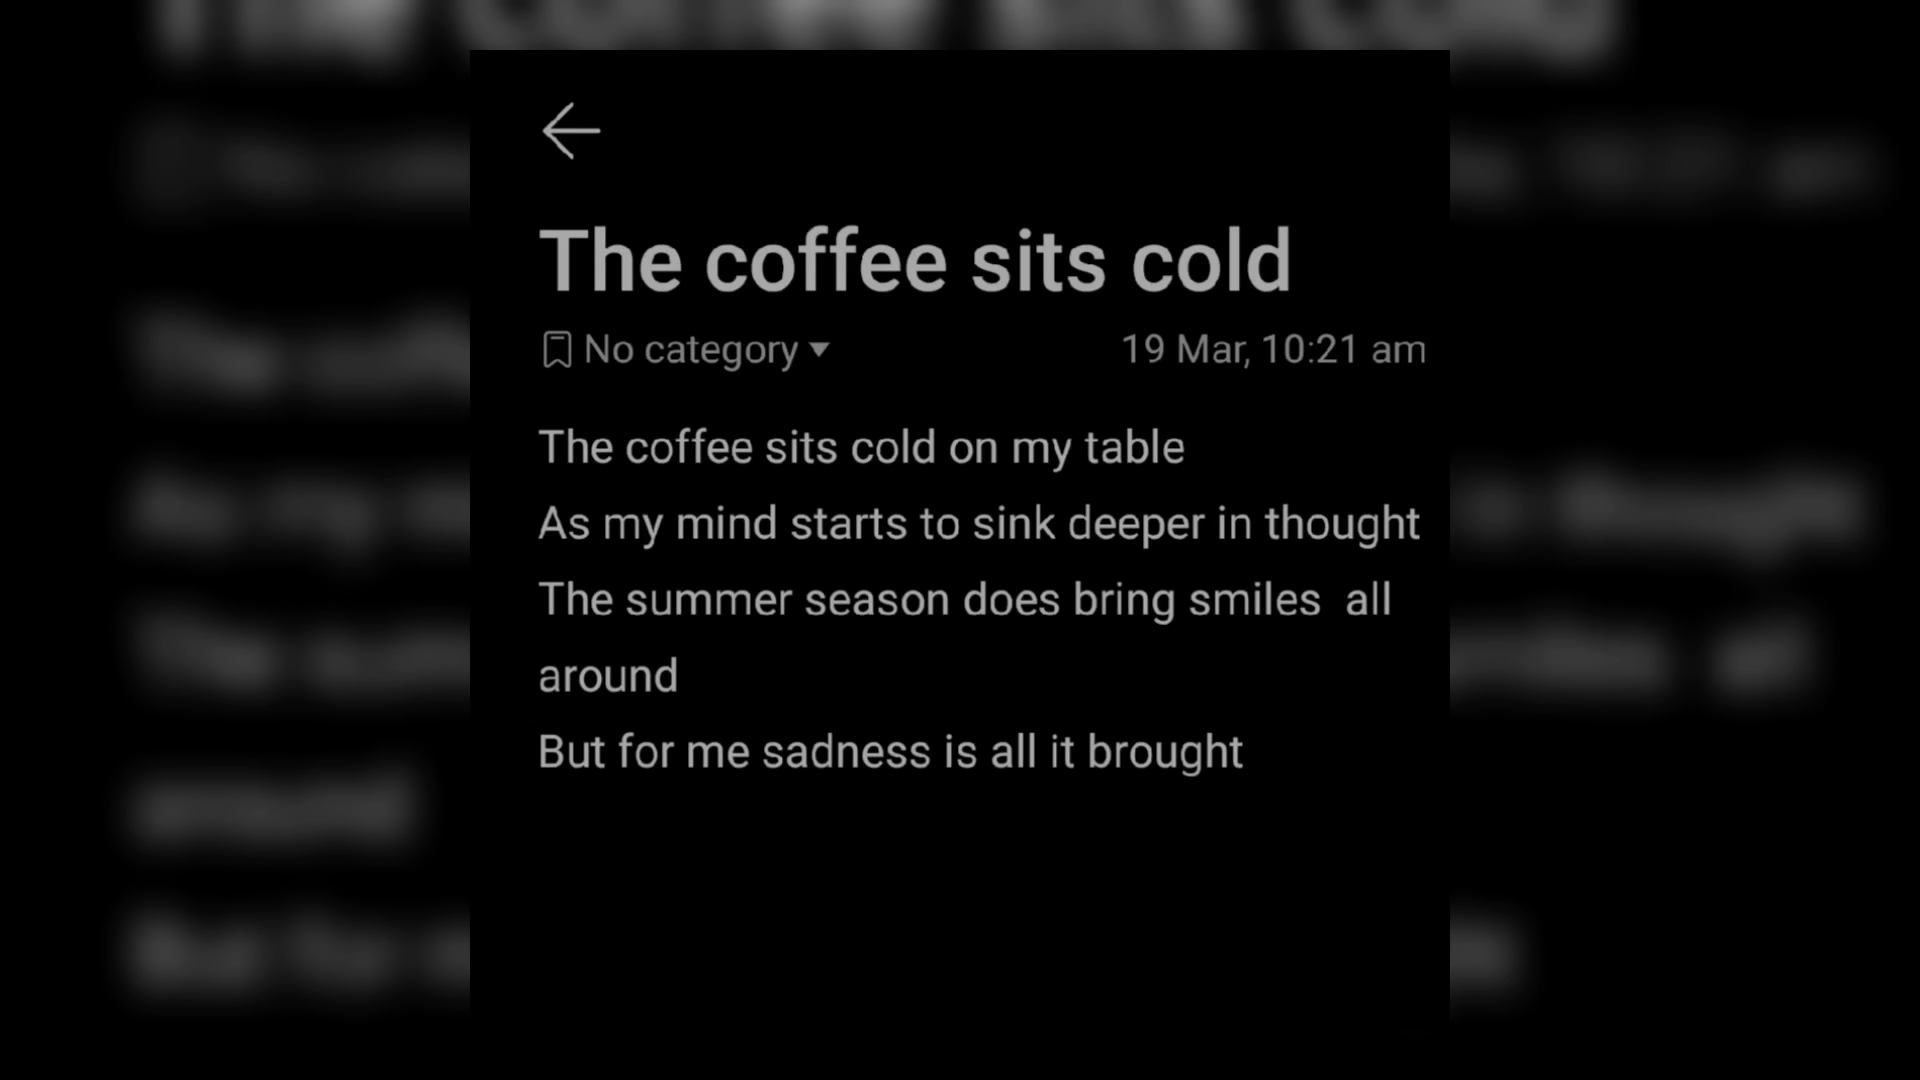 The coffee sits cold
No category
19 Mar, 10:21 am
The coffee sits cold on my table
As my mind starts to sink deeper in thought
The summer season does bring smiles  all
around
But for me sadness is all it brought